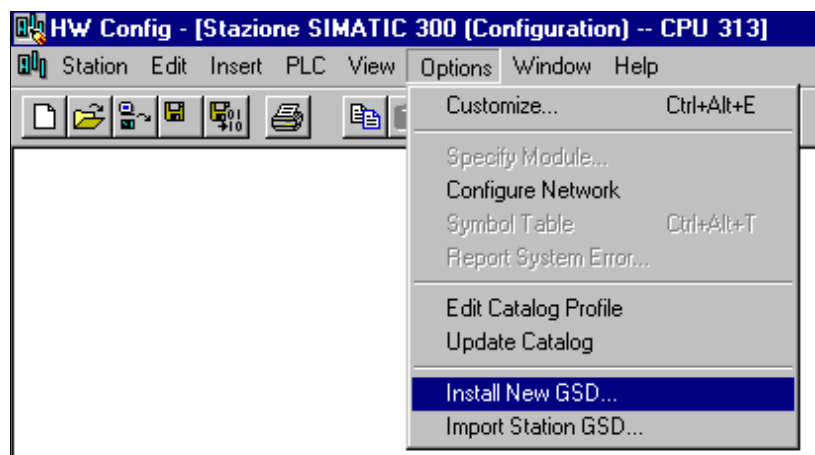 HW Config - [Stazione SIMATIC 300 (Configuration) -- CPU 313]
Station Edit Insert PLC View Options Window Help
Customize... Ctrl+Alt+E
Specify Module...
Configure Network
Symbol Table Ctrl+Alt+T
Report System Error...
Edit Catalog Profile
Update Catalog
Install New GSD...
Import Station GSD...